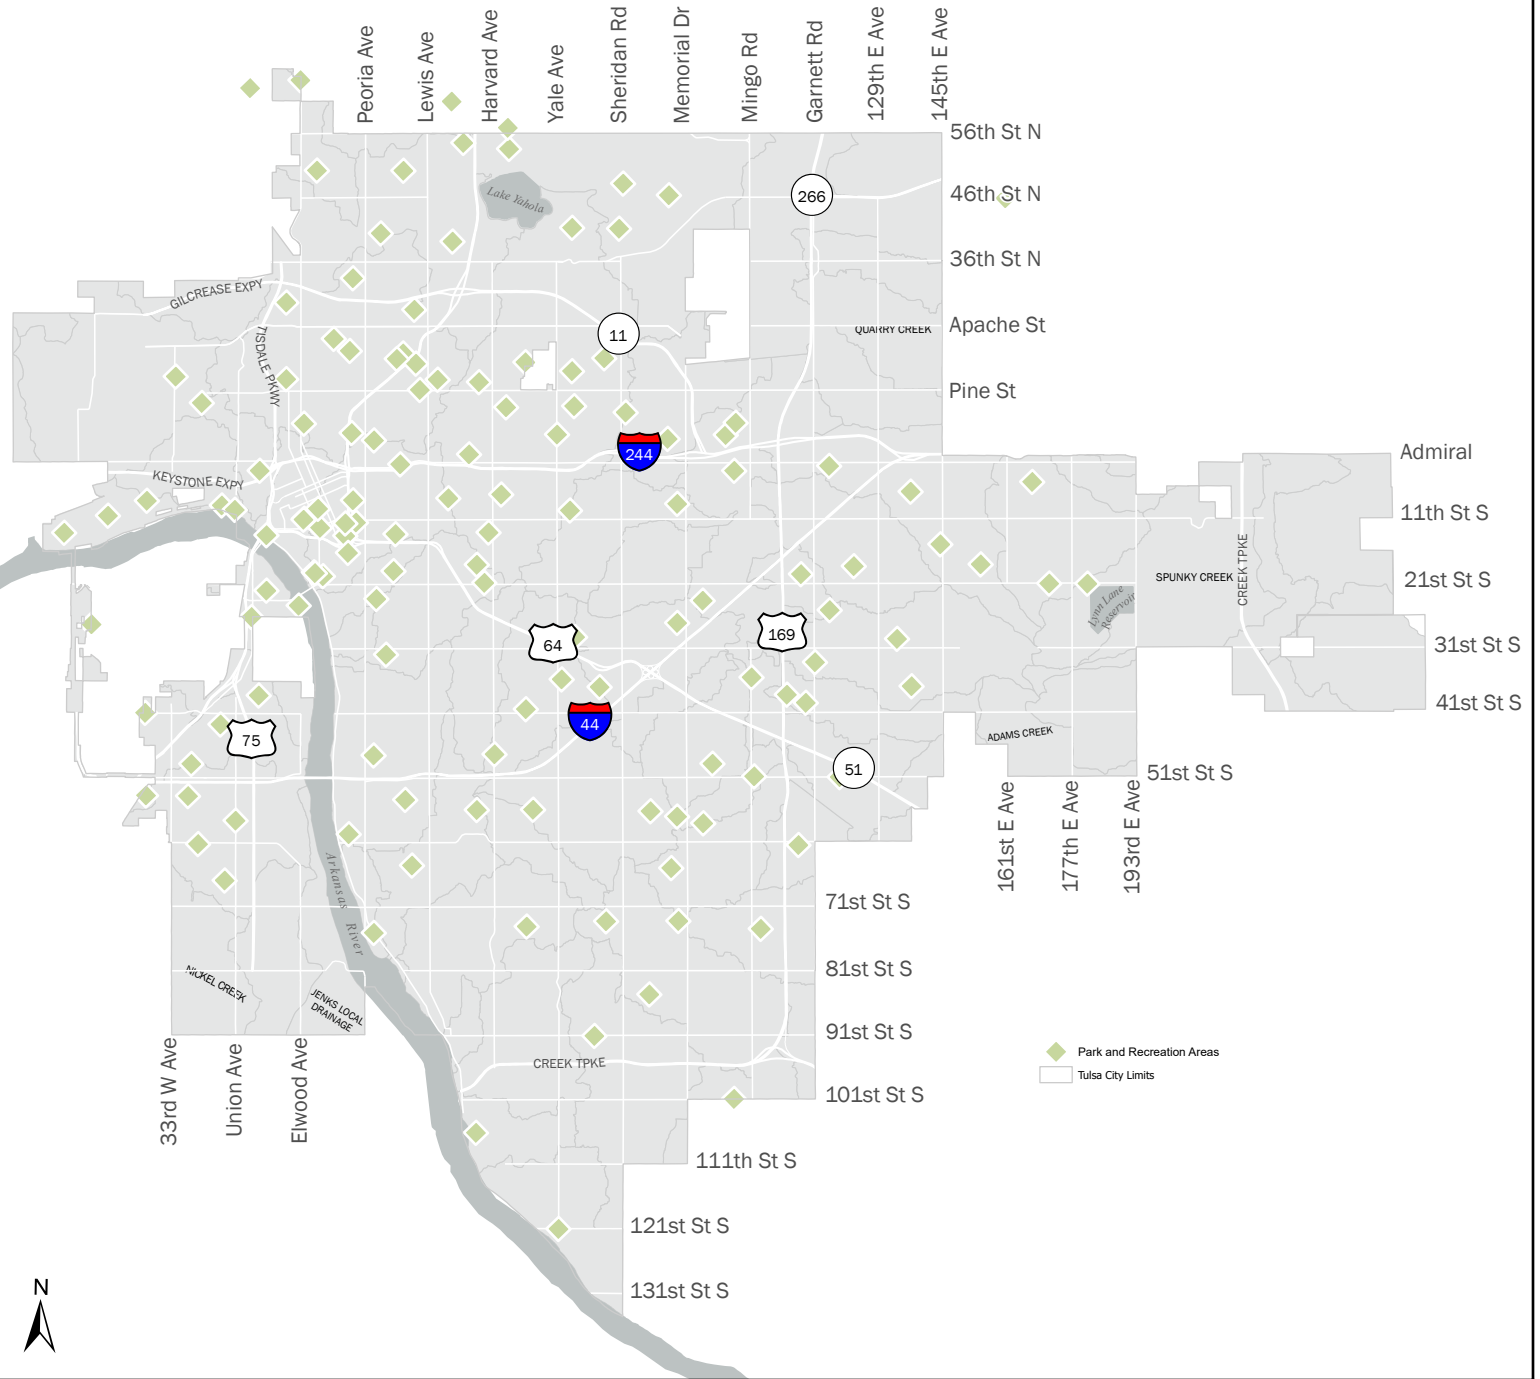 Peoria Ave
Lewis Ave
Harvard Ave
Yale Ave
Sheridan Rd
Memorial Dr
Mingo Rd
Garnett Rd
129th E Ave
145th E Ave
56th St N
46th St N
266
Lake Yahola
36th St N
GILCREASE EXPY
TISDALE PKWY
11
QUARRY CREEK
Apache St
Pine St
244
Admiral
KEYSTONE EXPY
11th St S
CREEK TPKE
SPUNKY CREEK
21st St S
Lynn Lane
Reservoir
64
169
31st St S
41st St S
44
75
ADAMS CREEK
51
51st St S
161st E Ave
177th E Ave
193rd E Ave
Arkansas River
71st St S
81st St S
NICKEL CREEK
JENKS LOCAL
DRAINAGE
91st St S
CREEK TPKE
101st St S
33rd W Ave
Union Ave
Elwood Ave
Park and Recreation Areas
Tulsa City Limits
111th St S
121st St S
131st St S
N